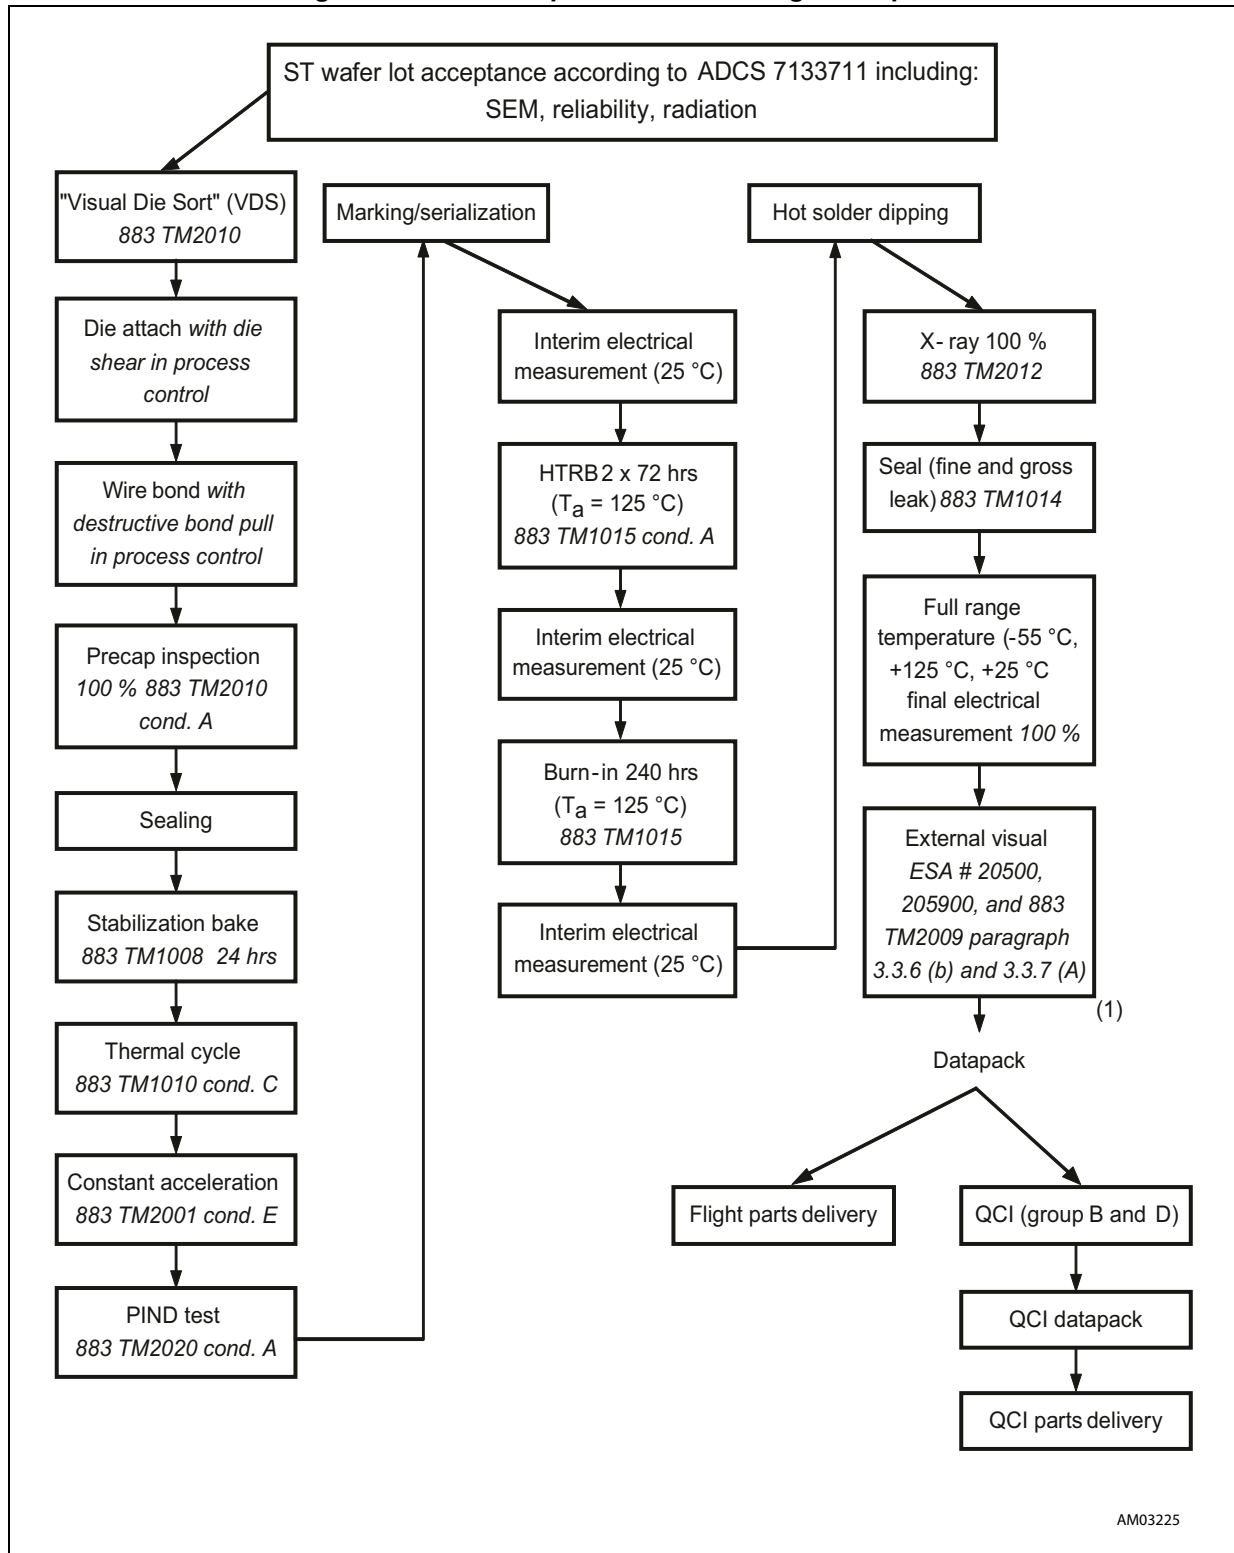 ST wafer lot acceptance according to ADCS 7133711 including:
SEM, reliability, radiation
"Visual Die Sort" (VDS)
883 TM2010
Die attach with die
shear in process
control
Wire bond with
destructive bond pull
in process control
Precap inspection
100 % 883 TM2010
cond. A
Sealing
Stabilization bake
883 TM1008 24 hrs
Thermal cycle
883 TM1010 cond. C
Constant acceleration
883 TM2001 cond. E
PIND test
883 TM2020 cond. A
Marking/serialization
Interim electrical
measurement (25 °C)
HTRB 2 x 72 hrs
(Ta = 125 °C)
883 TM1015 cond. A
Interim electrical
measurement (25 °C)
Burn-in 240 hrs
(Ta = 125 °C)
883 TM1015
Interim electrical
measurement (25 °C)
Hot solder dipping
X- ray 100 %
883 TM2012
Seal (fine and gross
leak) 883 TM1014
Full range
temperature (-55 °C,
+125 °C, +25 °C
final electrical
measurement 100 %
External visual
ESA # 20500,
205900, and 883
TM2009 paragraph
3.3.6 (b) and 3.3.7 (A)
(1)
Datapack
Flight parts delivery
QCI (group B and D)
QCI datapack
QCI parts delivery
AM03225